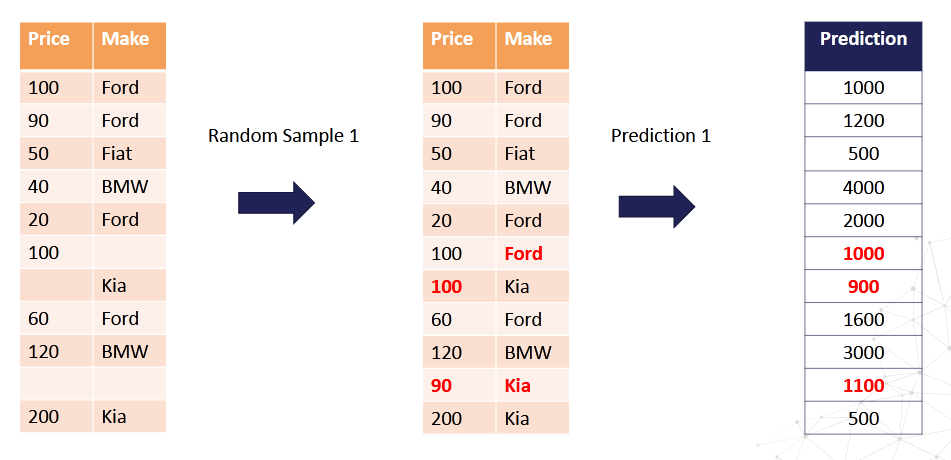 Price Make
100 Ford
90 Ford
50 Fiat
40 BMW
20 Ford
100
Kia
60 Ford
120 BMW
200 Kia
Random Sample 1
Price Make
100 Ford
90 Ford
50 Fiat
40 BMW
20 Ford
100 Ford
100 Kia
60 Ford
120 BMW
90 Kia
200 Kia
Prediction 1
Prediction
1000
1200
500
4000
2000
1000
900
1600
3000
1100
500